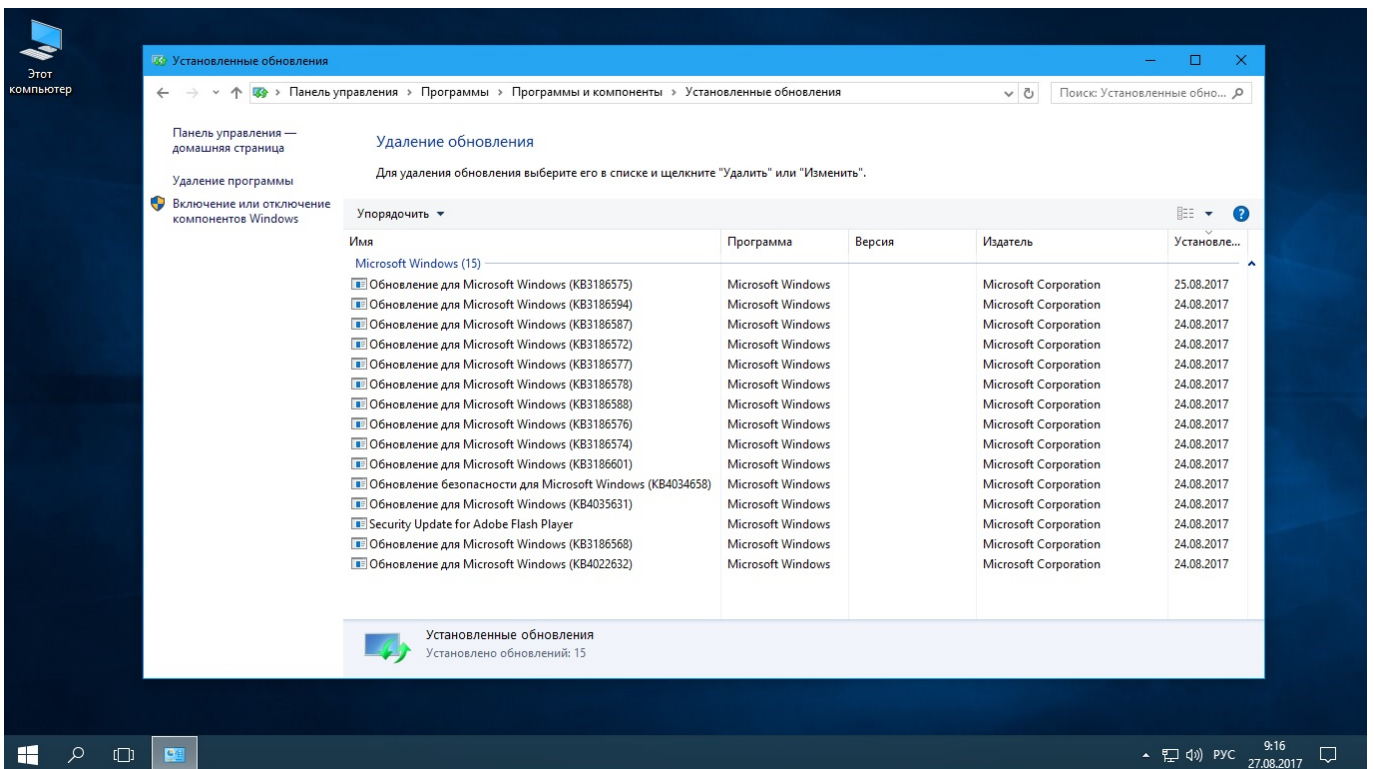 Этот
компьютер
Установленные обновления
Панель управления › Программы › Программы и компоненты › Установленные обновления
Поиск: Установленные обно...
Панель управления —
домашняя страница
Удаление программы
Включение или отключение
компонентов Windows
Удаление обновления
Для удаления обновления выберите его в списке и щелкните "Удалить" или "Изменить".
Упорядочить
Имя Программа Версия Издатель Установле...
Microsoft Windows (15)
Обновление для Microsoft Windows (KB3186575) Microsoft Windows Microsoft Corporation 25.08.2017
Обновление для Microsoft Windows (KB3186594) Microsoft Windows Microsoft Corporation 24.08.2017
Обновление для Microsoft Windows (KB3186587) Microsoft Windows Microsoft Corporation 24.08.2017
Обновление для Microsoft Windows (KB3186572) Microsoft Windows Microsoft Corporation 24.08.2017
Обновление для Microsoft Windows (KB3186577) Microsoft Windows Microsoft Corporation 24.08.2017
Обновление для Microsoft Windows (KB3186578) Microsoft Windows Microsoft Corporation 24.08.2017
Обновление для Microsoft Windows (KB3186588) Microsoft Windows Microsoft Corporation 24.08.2017
Обновление для Microsoft Windows (KB3186576) Microsoft Windows Microsoft Corporation 24.08.2017
Обновление для Microsoft Windows (KB3186574) Microsoft Windows Microsoft Corporation 24.08.2017
Обновление для Microsoft Windows (KB3186601) Microsoft Windows Microsoft Corporation 24.08.2017
Обновление безопасности для Microsoft Windows (KB4034658) Microsoft Windows Microsoft Corporation 24.08.2017
Обновление для Microsoft Windows (KB4035631) Microsoft Windows Microsoft Corporation 24.08.2017
Security Update for Adobe Flash Player Microsoft Windows Microsoft Corporation 24.08.2017
Обновление для Microsoft Windows (KB3186568) Microsoft Windows Microsoft Corporation 24.08.2017
Обновление для Microsoft Windows (KB4022632) Microsoft Windows Microsoft Corporation 24.08.2017
Установленные обновления
Установлено обновлений: 15
РУС
9:16
27.08.2017